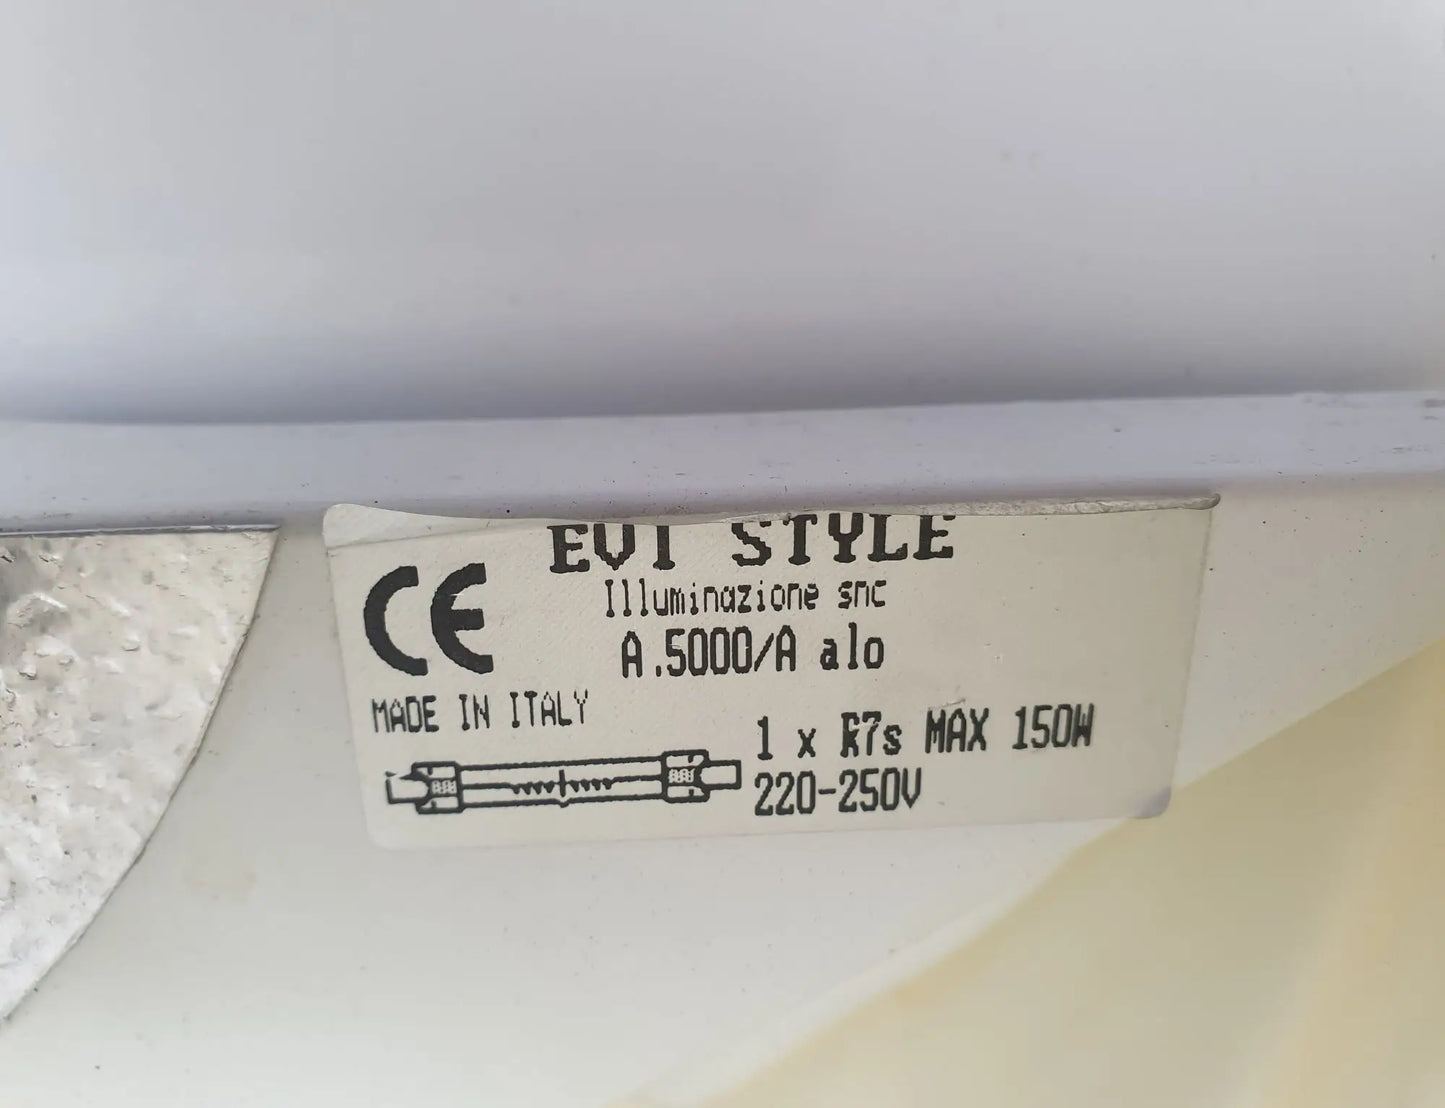 EVI STYLE
Illuminazione snc
A.5000/A alo
CE
MADE IN ITALY
1 x R7s MAX 150W
220-250V